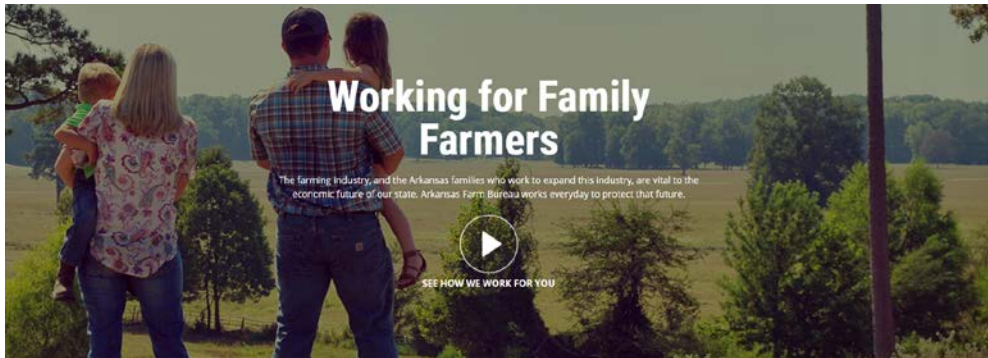 Working for Family
Farmers
The farming industry, and the Arkansas families who work to expand this industry, are vital to the
economic future of our state. Arkansas Farm Bureau works everyday to protect that future.
SEE HOW WE WORK FOR YOU